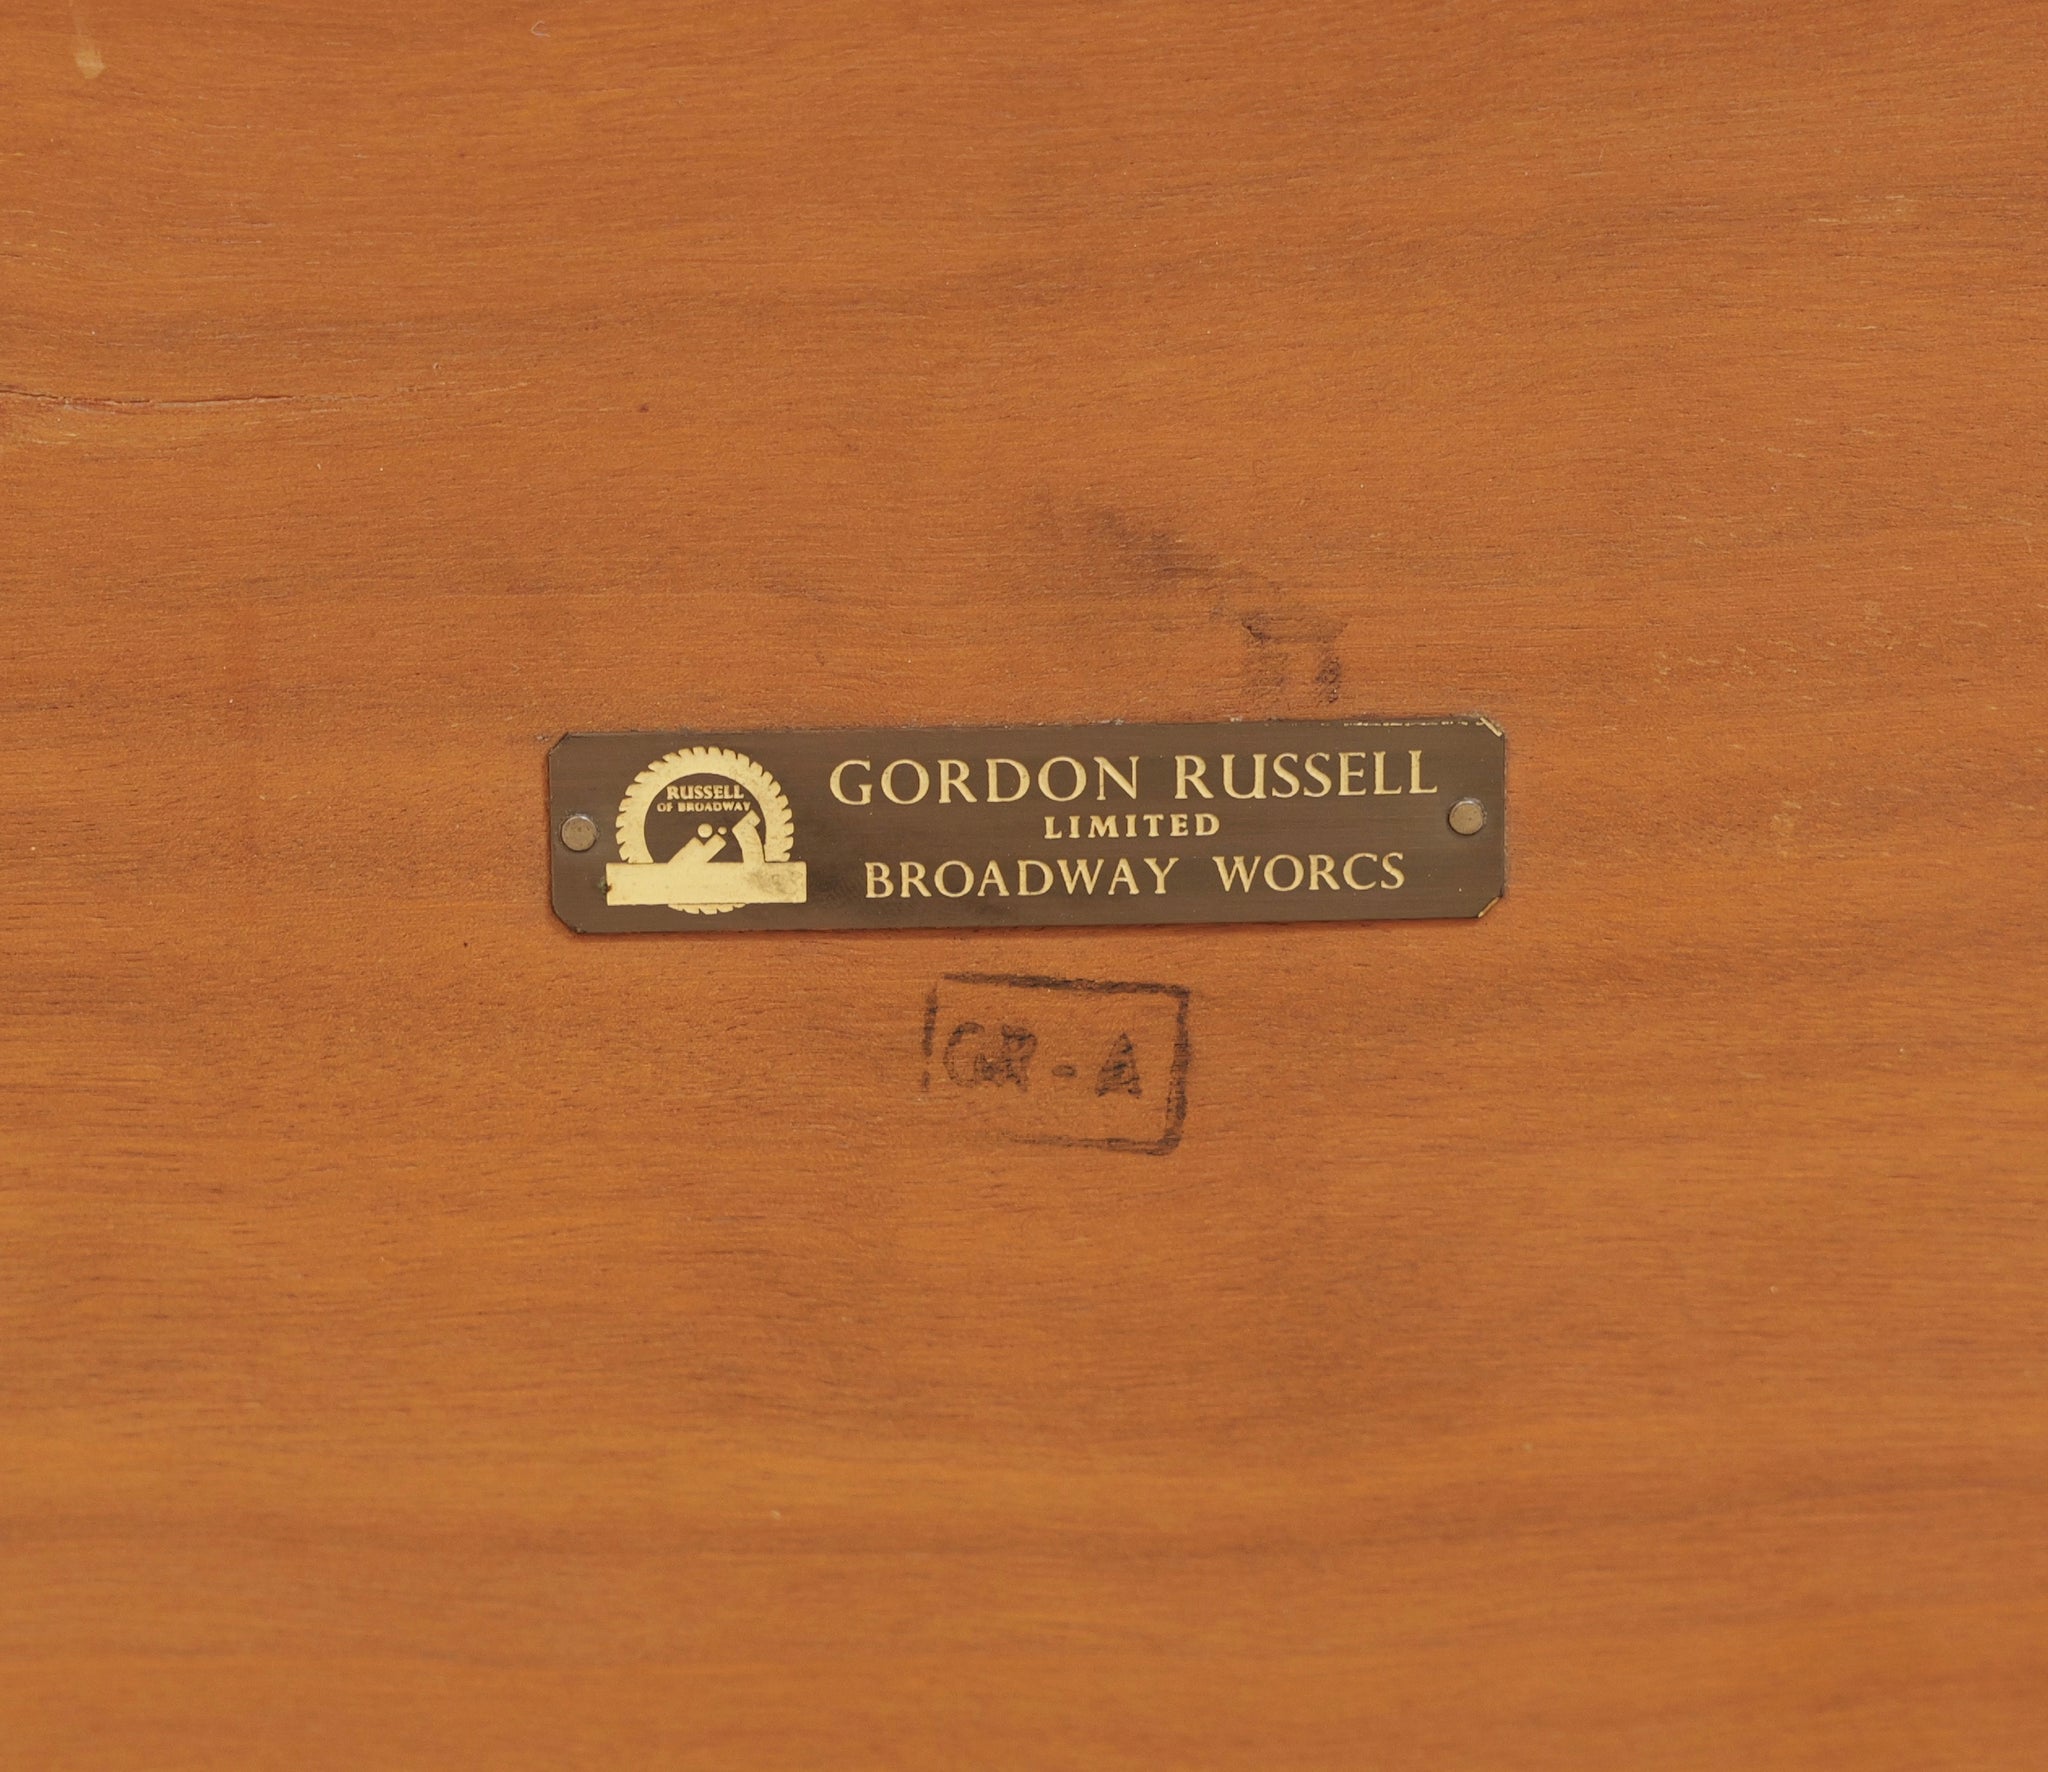 RUSSELL
OF BROADWAY
GORDON RUSSELL
LIMITED
BROADWAY WORCS
GR-A